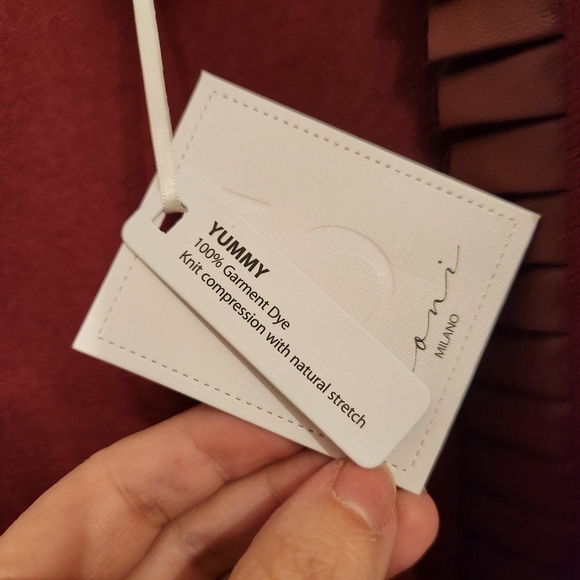 YUMMY
100% Garment Dye
Knit compression with natural stretch
MILANO